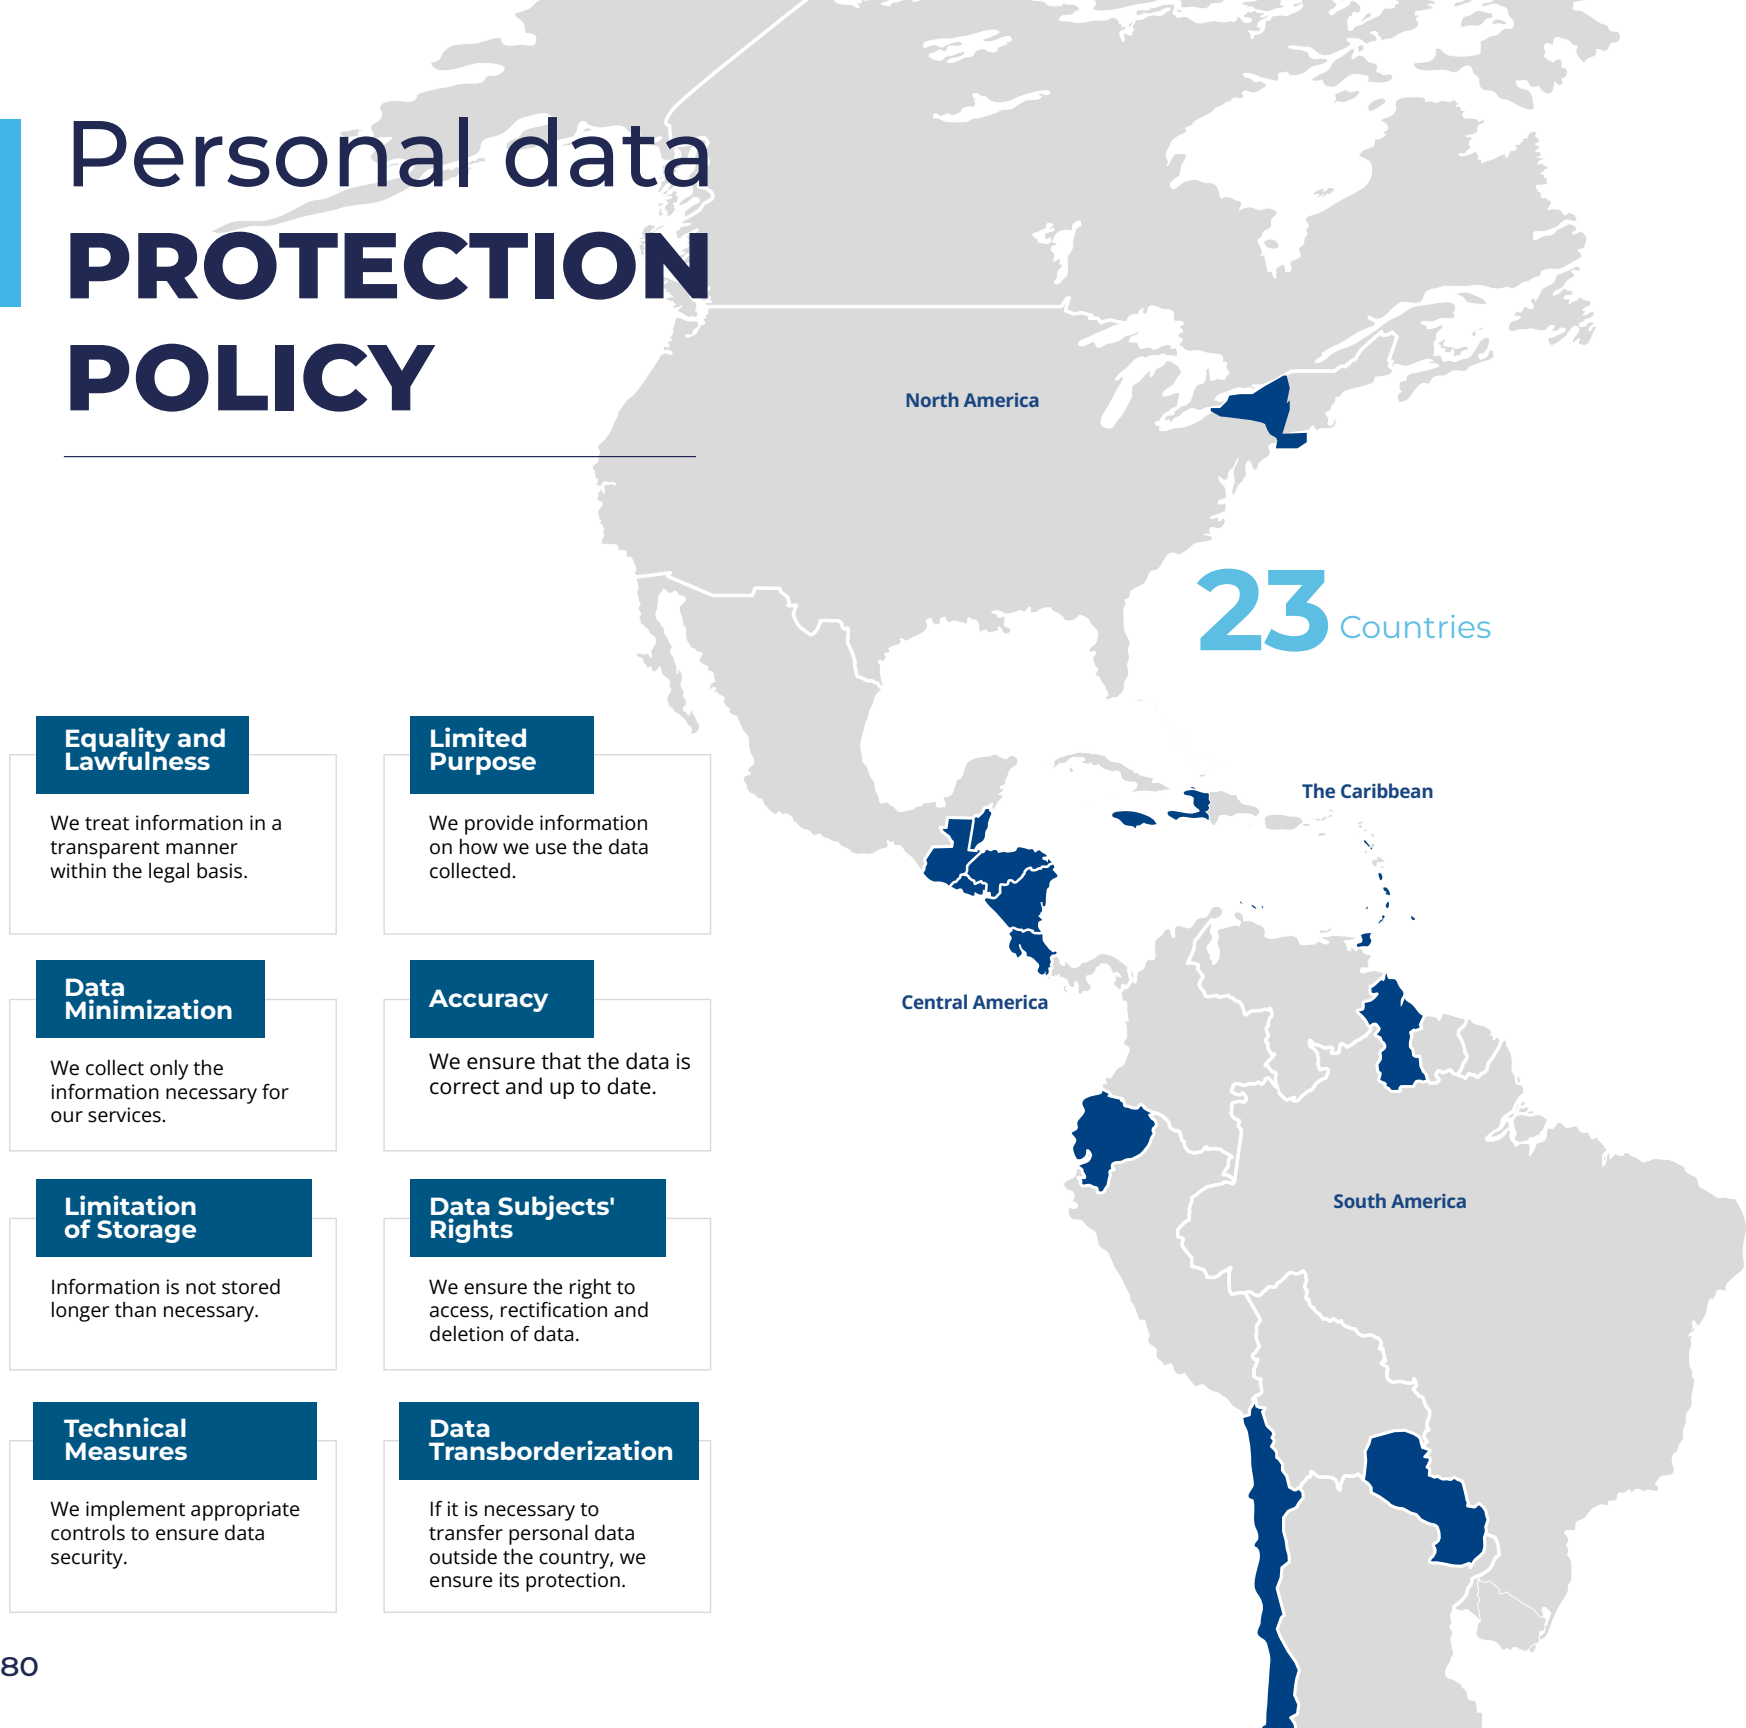 Personal data
PROTECTION
POLICY
North America
23 Countries
The Caribbean
Central America
South America
Equality and
Lawfulness
We treat information in a
transparent manner
within the legal basis.
Limited
Purpose
We provide information
on how we use the data
collected.
Data
Minimization
We collect only the
information necessary for
our services.
Accuracy
We ensure that the data is
correct and up to date.
Limitation
of Storage
Information is not stored
longer than necessary.
Data Subjects'
Rights
We ensure the right to
access, rectification and
deletion of data.
Technical
Measures
We implement appropriate
controls to ensure data
security.
Data
Transborderization
If it is necessary to
transfer personal data
outside the country, we
ensure its protection.
80